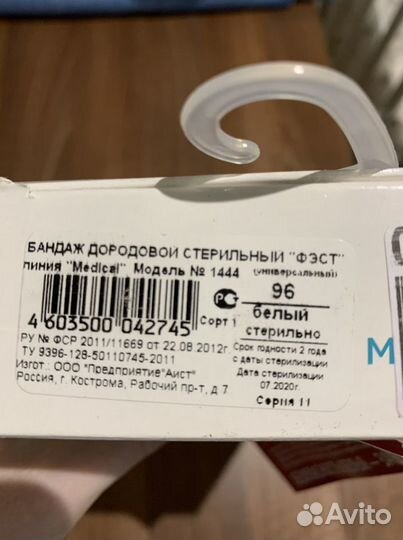 БАНДАЖ ДОРОДОВОЙ СТЕРИЛЬНЫЙ "ФЭСТ"
линия "Medical" Модель № 1444 (универсальный)
96
белый
стерильно
4 603500 042745
Сорт 1
РУ № ФСР 2011/11669 от 22.08.2012г
ТУ 9396-128-50110745-2011
Изгот.: ООО "Предприятие"Аист"
Россия, г. Кострома, Рабочий пр-т, д 7
Срок годности 2 года
с даты стерилизации
Дата стерилизации
07.2020г.
Серия 11
М
Avito